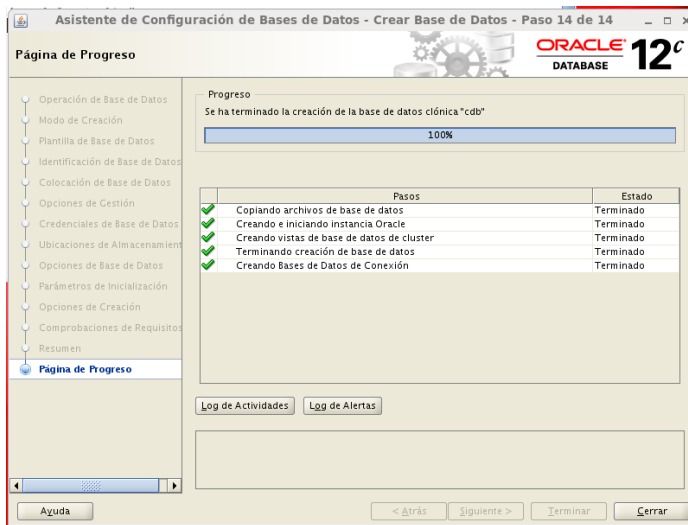 Asistente de Configuración de Bases de Datos - Crear Base de Datos - Paso 14 de 14
Página de Progreso
ORACLE
DATABASE
12c
Operación de Base de Datos
Modo de Creación
Plantilla de Base de Datos
Identificación de Base de Datos
Colocación de Base de Datos
Opciones de Gestión
Credenciales de Base de Datos
Ubicaciones de Almacenamient
Opciones de Base de Datos
Parámetros de Inicialización
Opciones de Creación
Comprobaciones de Requisitos
Resumen
Página de Progreso
Progreso
Se ha terminado la creación de la base de datos clónica "cdb"
100%
Pasos Estado
Copiando archivos de base de datos Terminado
Creando e iniciando instancia Oracle Terminado
Creando vistas de base de datos de cluster Terminado
Terminando creación de base de datos Terminado
Creando Bases de Datos de Conexión Terminado
Log de Actividades Log de Alertas
Ayuda < Atrás Siguiente > Terminar Cerrar